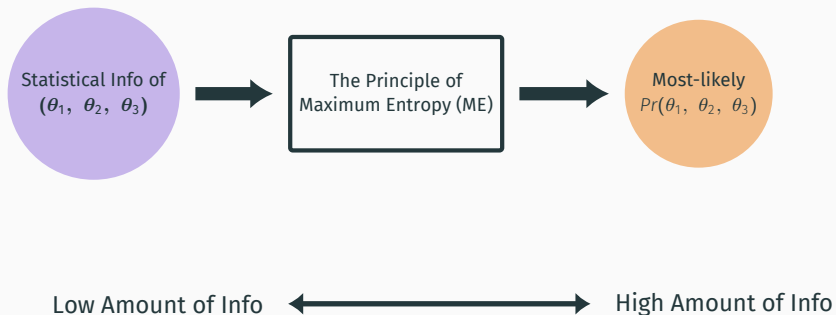 Statistical Info of
(θ₁, θ₂, θ₃)
The Principle of
Maximum Entropy (ME)
Most-likely
Pr(θ₁, θ₂, θ₃)
Low Amount of Info
High Amount of Info